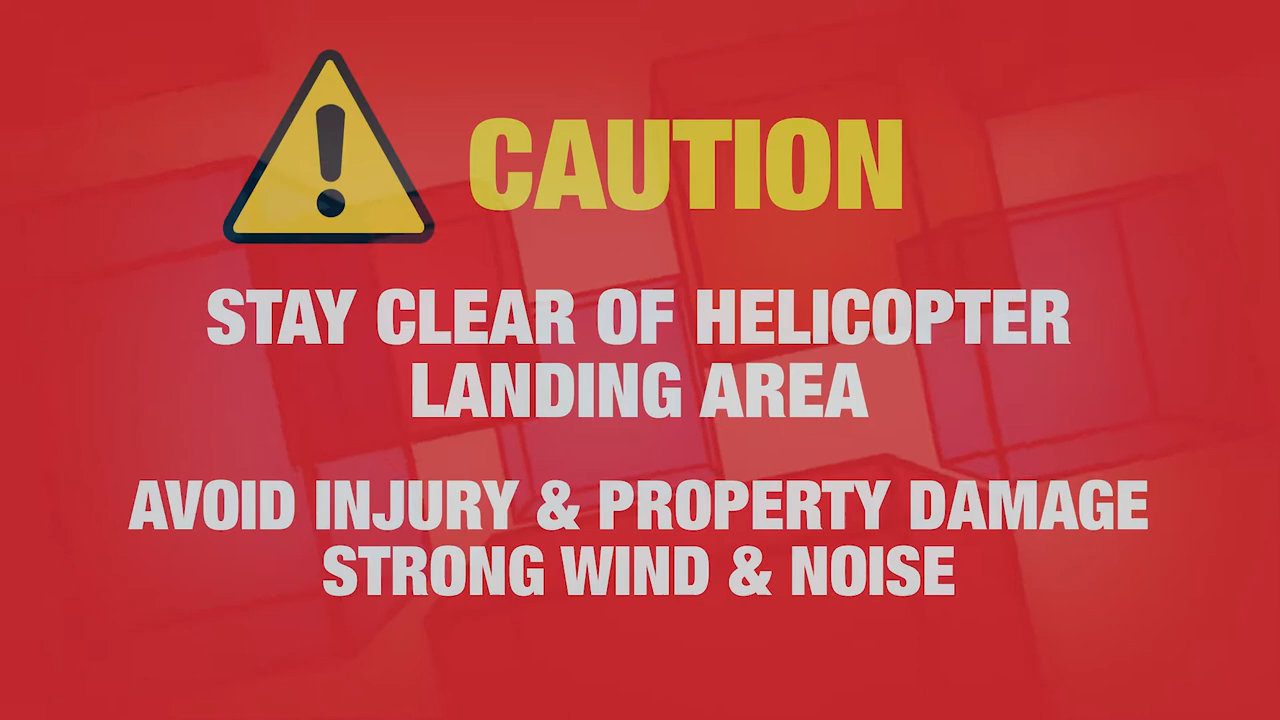 CAUTION
STAY CLEAR OF HELICOPTER
LANDING AREA
AVOID INJURY & PROPERTY DAMAGE
STRONG WIND & NOISE